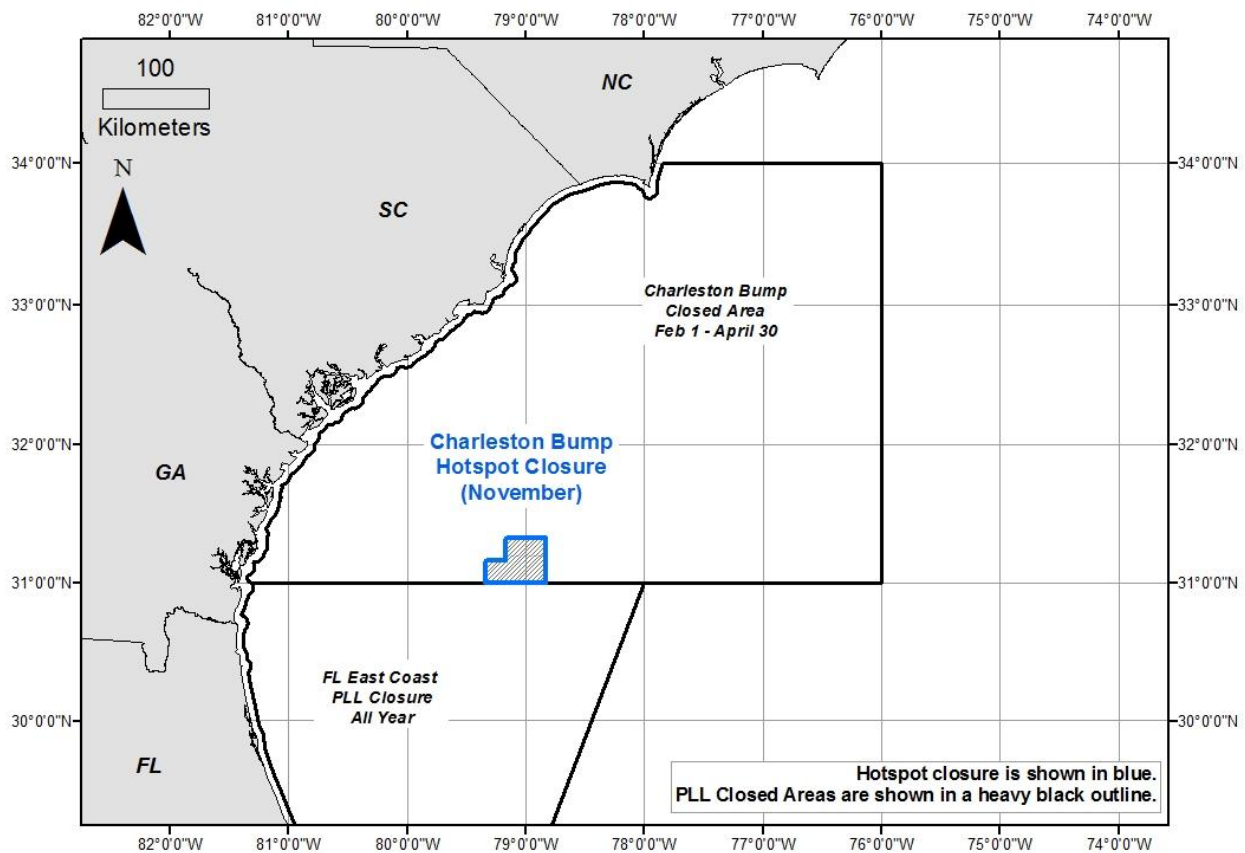 82°0'0"W 81°0'0"W 80°0'0"W 79°0'0"W 78°0'0"W 77°0'0"W 76°0'0"W 75°0'0"W 74°0'0"W
100
Kilometers
N
NC
34°0'0"N 34°0'0"N
SC
Charleston Bump
Closed Area
Feb 1 - April 30
33°0'0"N 33°0'0"N
32°0'0"N 32°0'0"N
Charleston Bump
Hotspot Closure
(November)
GA
31°0'0"N 31°0'0"N
FL East Coast
PLL Closure
All Year
30°0'0"N 30°0'0"N
FL
Hotspot closure is shown in blue.
PLL Closed Areas are shown in a heavy black outline.
82°0'0"W 81°0'0"W 80°0'0"W 79°0'0"W 78°0'0"W 77°0'0"W 76°0'0"W 75°0'0"W 74°0'0"W